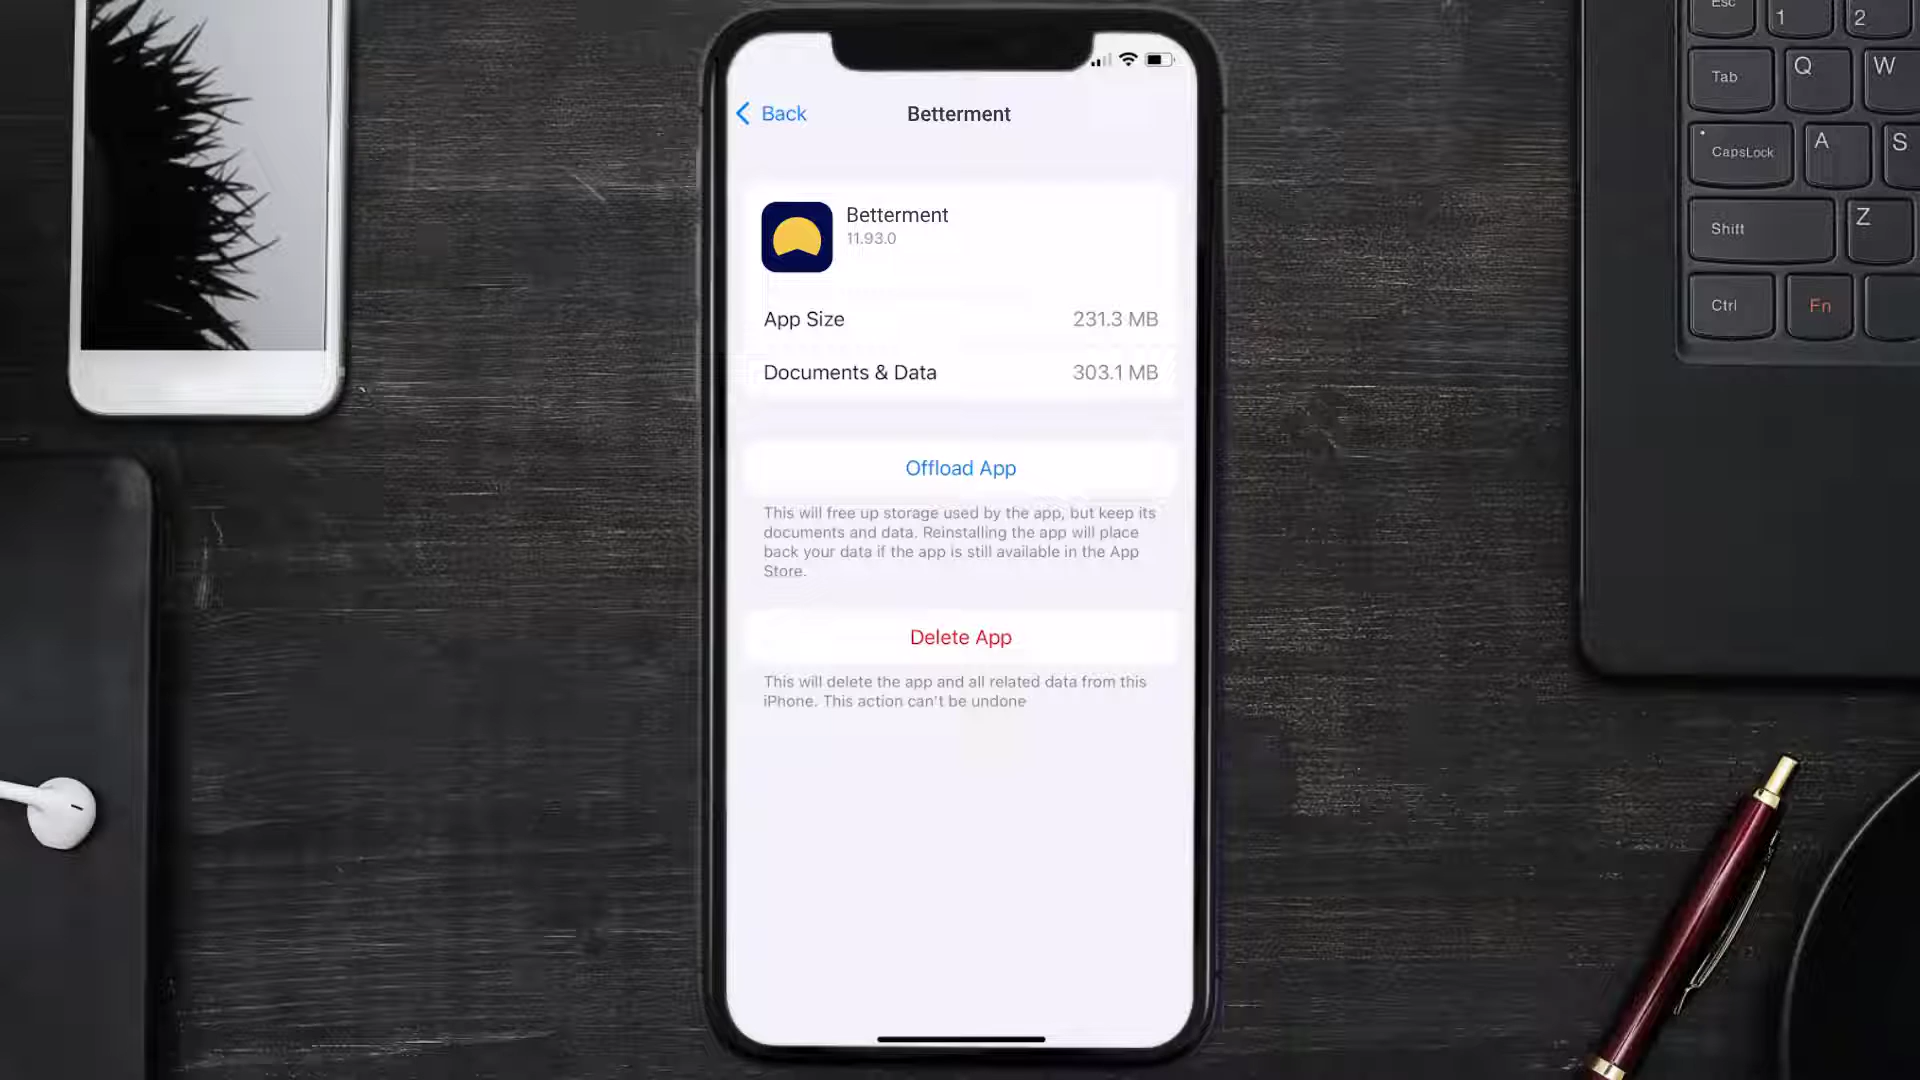 Back
Betterment
Betterment
11.93.0
App Size
231.3 MB
Documents & Data
303.1 MB
Offload App
This will free up storage used by the app, but keep its
documents and data. Reinstalling the app will place
back your data if the app is still available in the App
Store.
Delete App
This will delete the app and all related data from this
iPhone. This action can't be undone
Esc
1
2
Tab
Q
W
CapsLock
A
S
Shift
Z
Ctrl
Fn